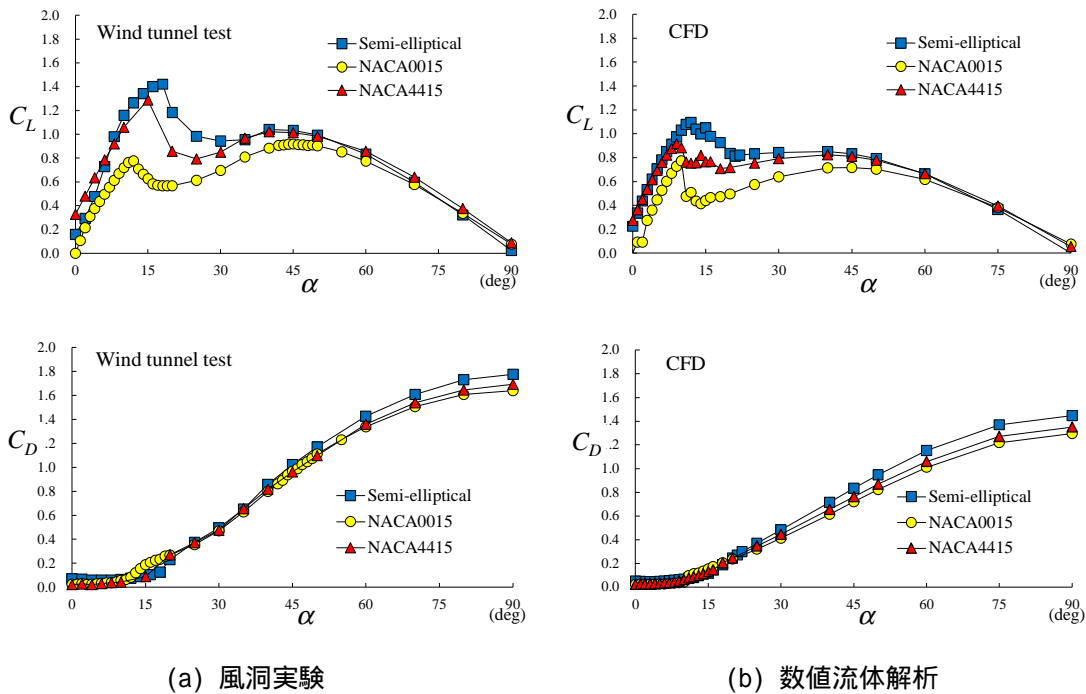 Wind tunnel test
Semi-elliptical
NACA0015
NACA4415
C_L
2.0
1.8
1.6
1.4
1.2
1.0
0.8
0.6
0.4
0.2
0.0
0 15 30 45 60 75 90
α
(deg)
CFD
Semi-elliptical
NACA0015
NACA4415
C_L
2.0
1.8
1.6
1.4
1.2
1.0
0.8
0.6
0.4
0.2
0.0
0 15 30 45 60 75 90
α
(deg)
Wind tunnel test
Semi-elliptical
NACA0015
NACA4415
C_D
2.0
1.8
1.6
1.4
.2
1.0
0.8
0.6
0.4
0.2
0.0
0 15 30 45 60 75 90
α
(deg)
CFD
Semi-elliptical
NACA0015
NACA4415
C_D
2.0
1.8
1.6
1.4
.2
1.0
0.8
0.6
0.4
0.2
0.0
0 15 30 45 60 75 90
α
(deg)
(a) 風洞実験
(b) 数値流体解析